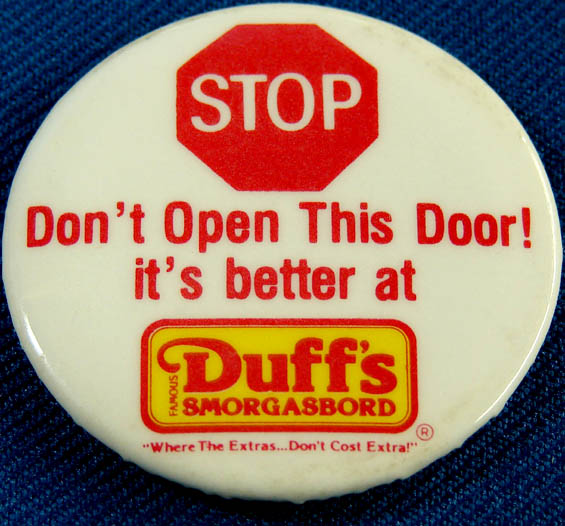 STOP
Don't Open This Door!
it's better at
FAMOUS
Duff's
SMORGASBORD
®
"Where The Extras...Don't Cost Extra!"